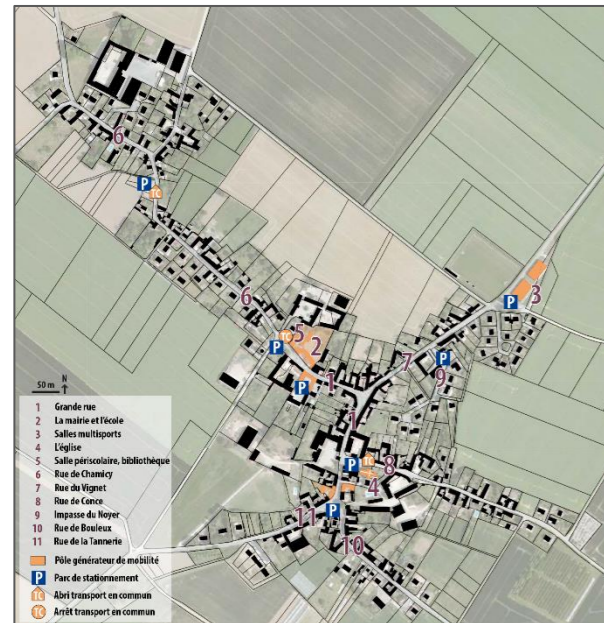 6
P
TC
6
3
P
5
TC
2
P
7
P
9
1
P
1
P
TC
8
4
P
11
10
50 m N
1 Grande rue
2 La mairie et l'école
3 Salles multisports
4 L'église
5 Salle périscolaire, bibliothèque
6 Rue de Chamicy
7 Rue du Vignet
8 Rue de Conce
9 Impasse du Noyer
10 Rue de Bouleux
11 Rue de la Tannerie
Pôle générateur de mobilité
P Parc de stationnement
TC Abri transport en commun
TC Arrêt transport en commun